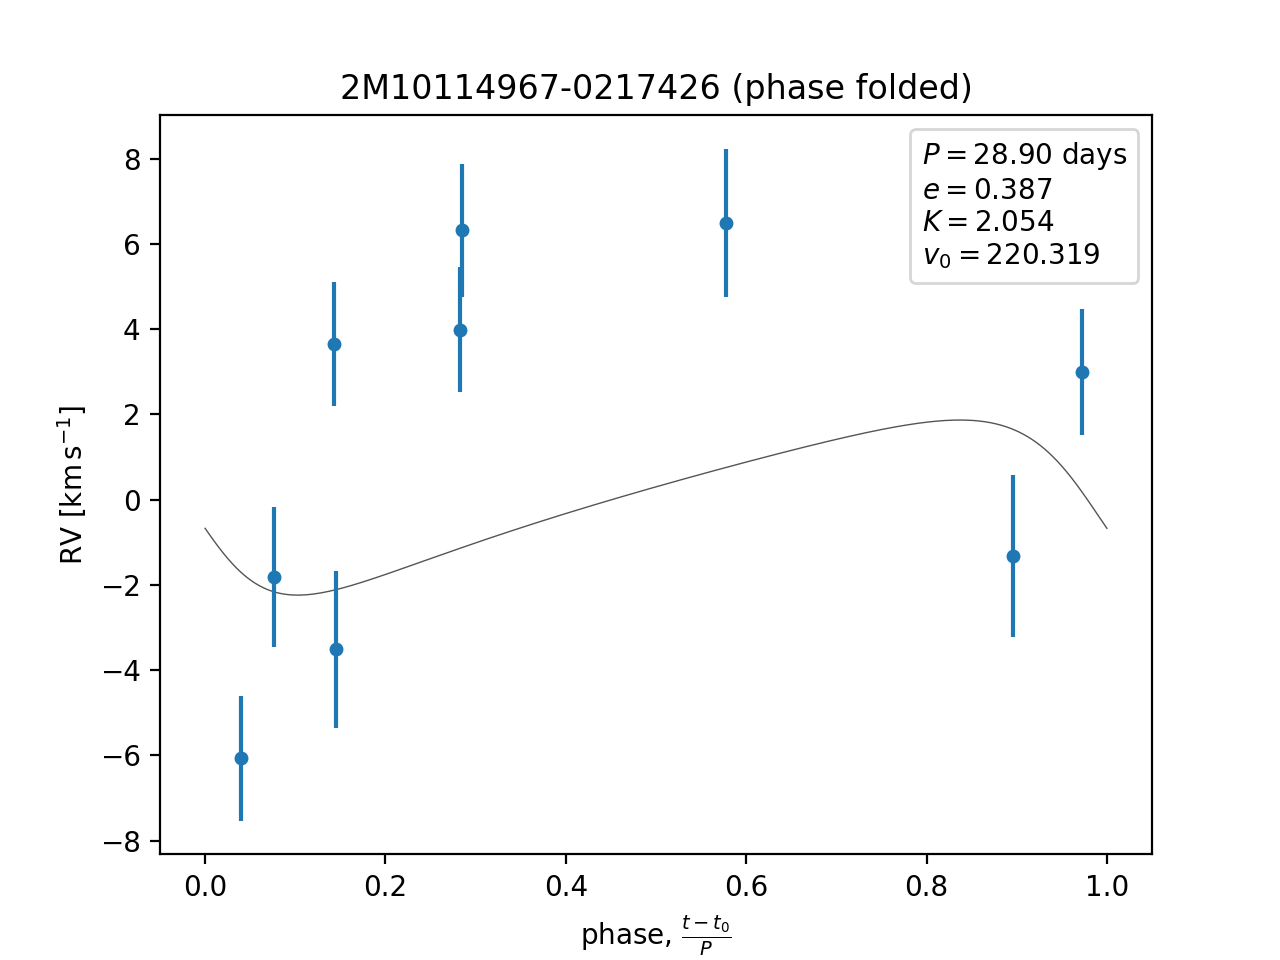 2M10114967-0217426 (phase folded)
P = 28.90 days
e = 0.387
K = 2.054
v₀ = 220.319
8
6
4
2
0
−2
−4
−6
−8
RV [km s⁻¹]
0.0 0.2 0.4 0.6 0.8 1.0
phase, (t − t₀)/P